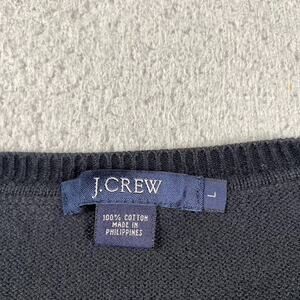 J.CREW
L
100% COTTON
MADE IN
PHILIPPINES